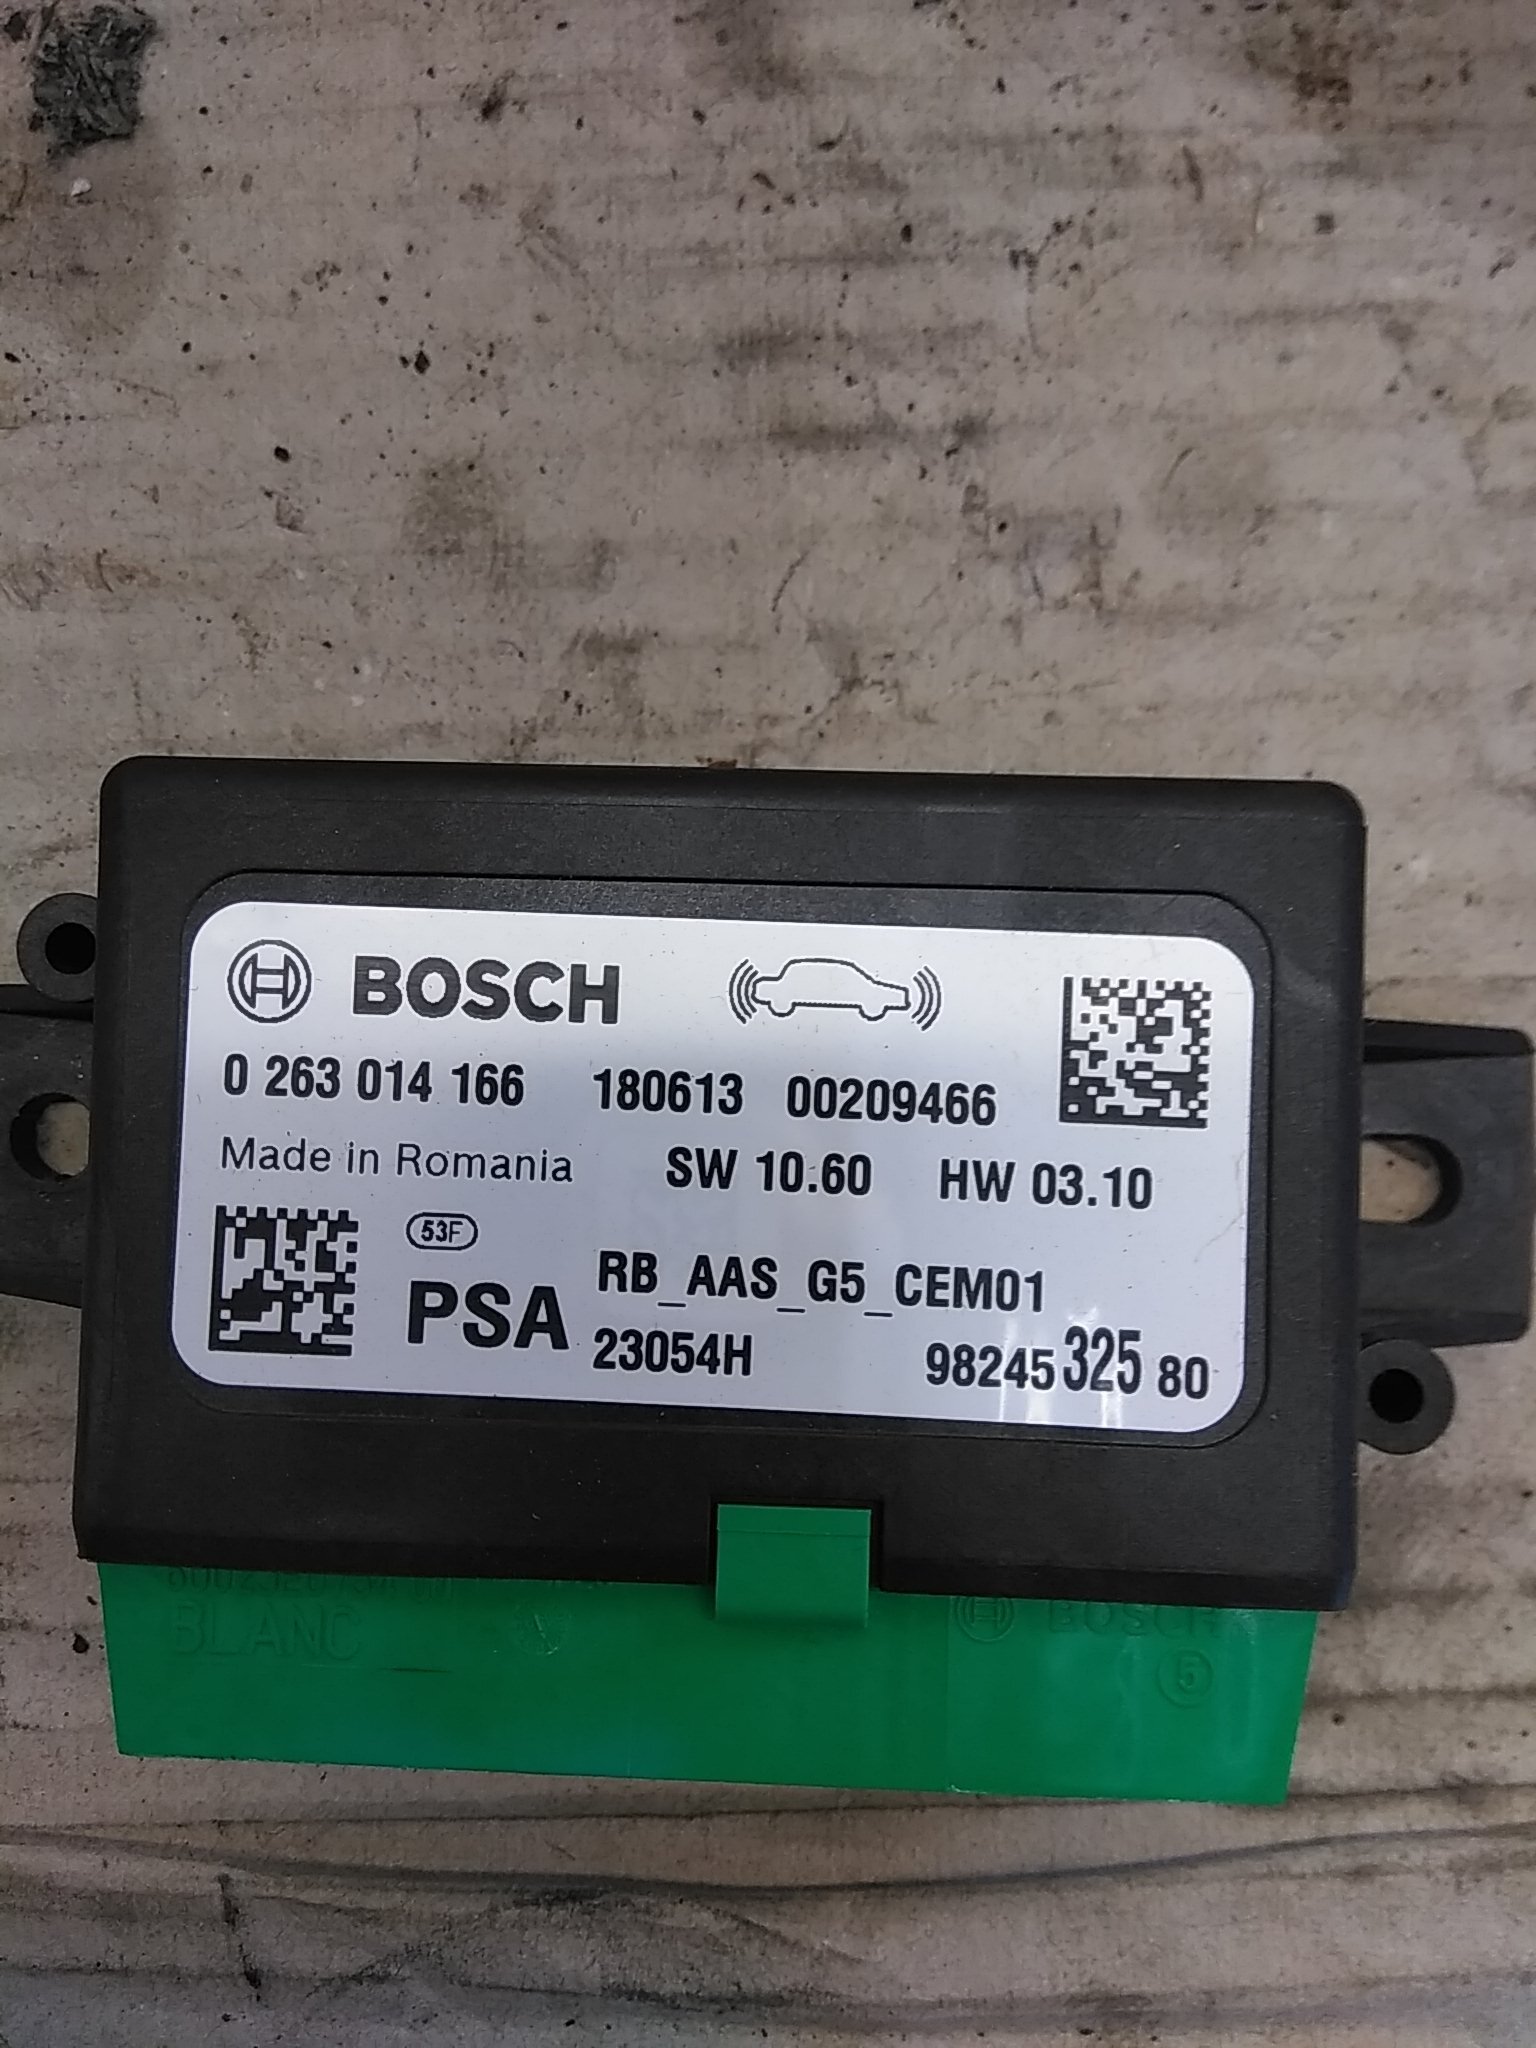 BOSCH
0 263 014 166 180613 00209466
Made in Romania SW 10.60 HW 03.10
53F
PSA RB_AAS_G5_CEM01
23054H 98245 325 80
BLANC
BOSCH
5